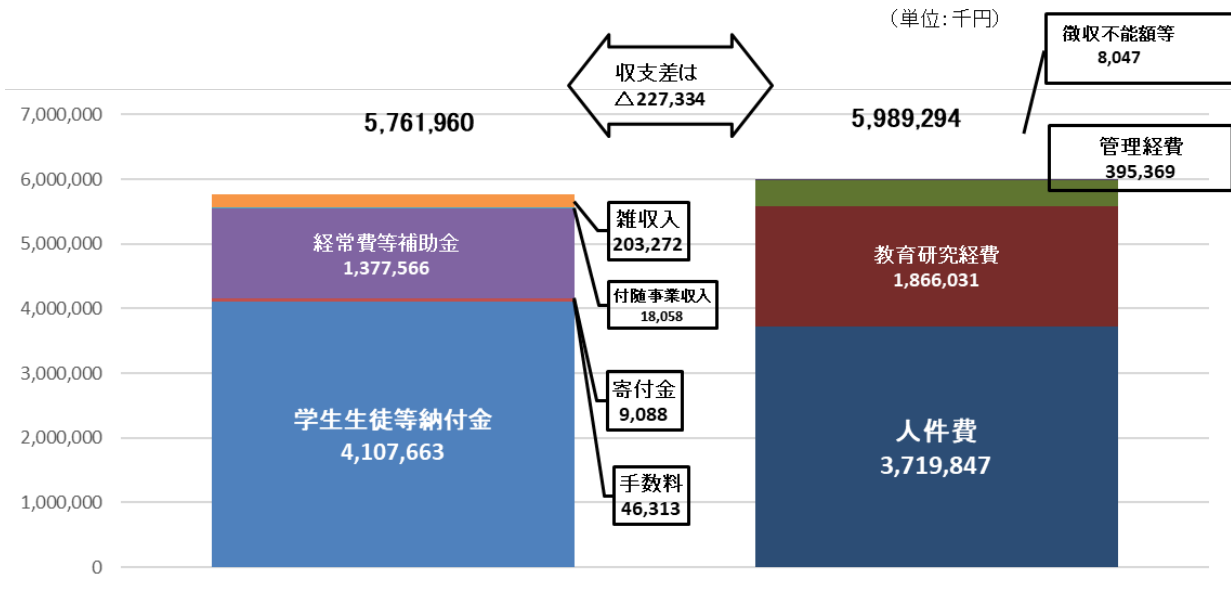 （単位：千円）
徴収不能額等
8,047
収支差は
△227,334
7,000,000
5,761,960
5,989,294
管理経費
395,369
6,000,000
雑収入
203,272
経常費等補助金
1,377,566
教育研究経費
1,866,031
5,000,000
付随事業収入
18,058
4,000,000
3,000,000
寄付金
9,088
学生生徒等納付金
4,107,663
人件費
3,719,847
2,000,000
手数料
46,313
1,000,000
0